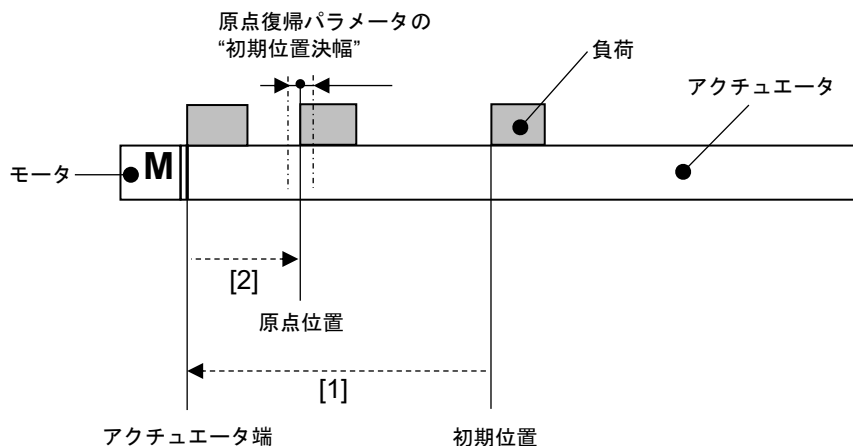 原点復帰パラメータの
“初期位置決幅”
負荷
アクチュエータ
モータ
M
[2]
原点位置
[1]
アクチュエータ端
初期位置